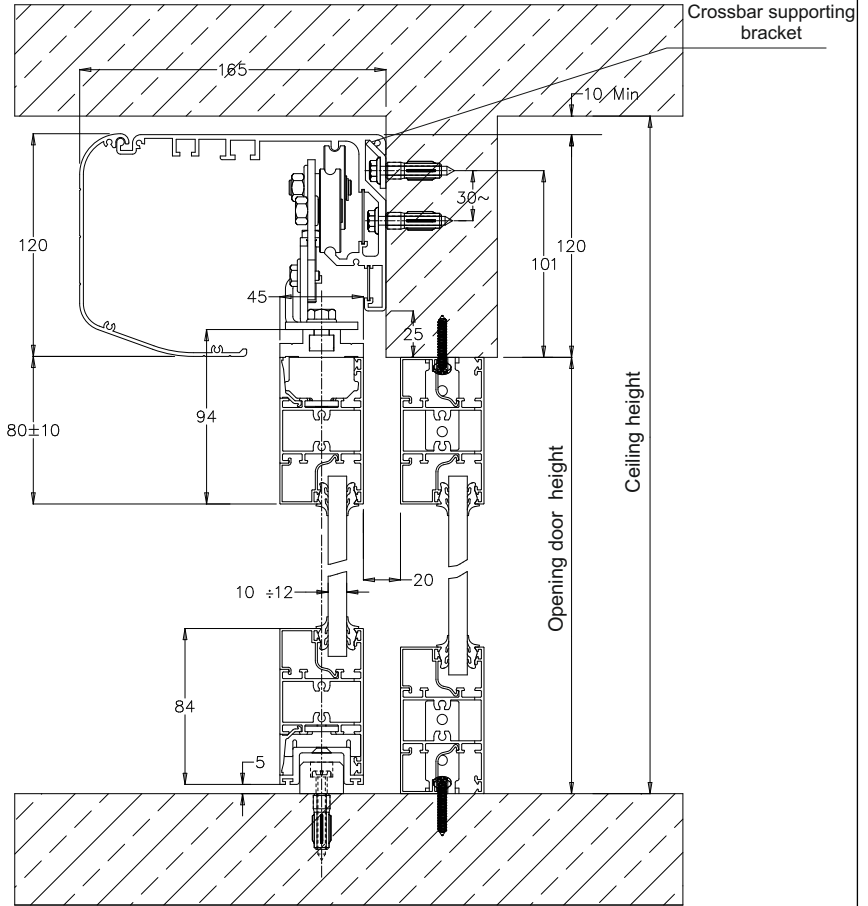 Crossbar supporting
bracket
165
10 Min
30~
120
101
120
45
25
94
80±10
Ceiling height
Opening door height
20
10 ÷12
84
5